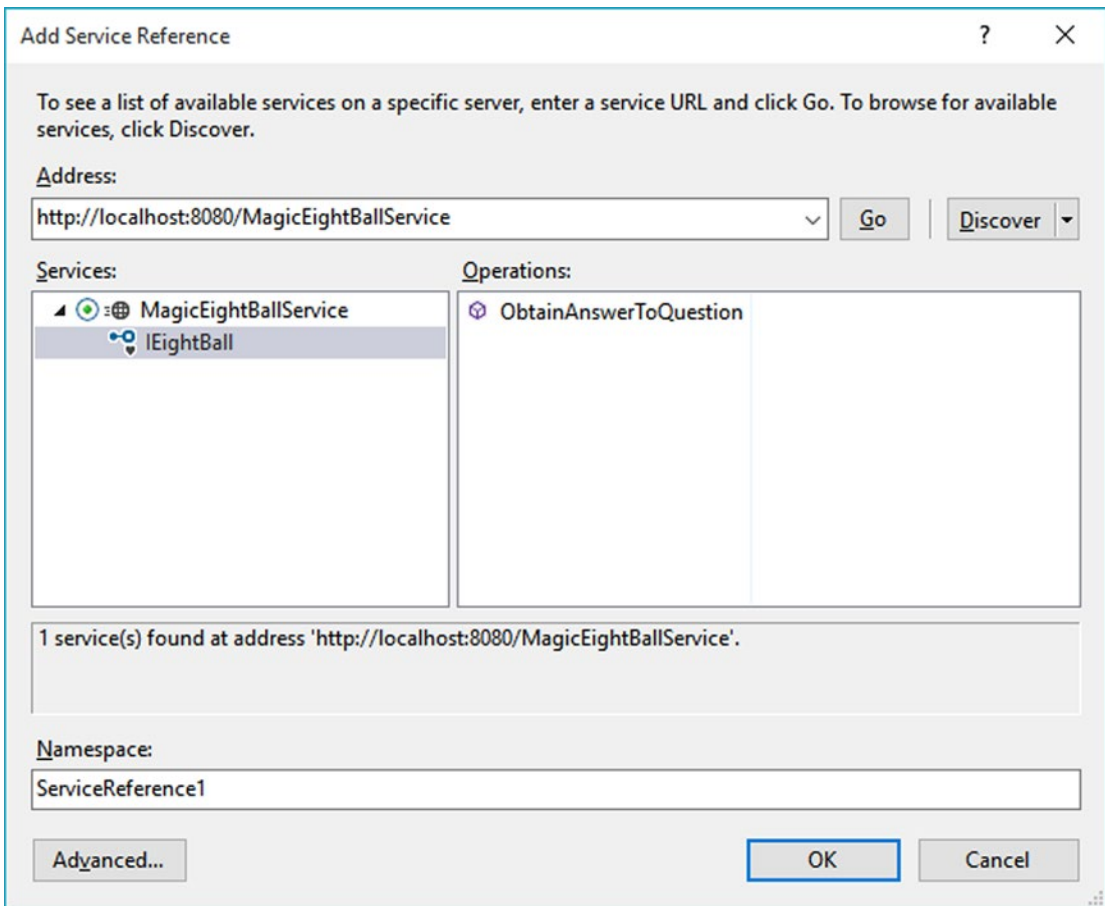 Add Service Reference
?
To see a list of available services on a specific server, enter a service URL and click Go. To browse for available
services, click Discover.
Address:
http://localhost:8080/MagicEightBallService
Go
Discover
Services:
Operations:
MagicEightBallService
IEightBall
ObtainAnswerToQuestion
1 service(s) found at address 'http://localhost:8080/MagicEightBallService'.
Namespace:
ServiceReference1
Advanced...
OK
Cancel